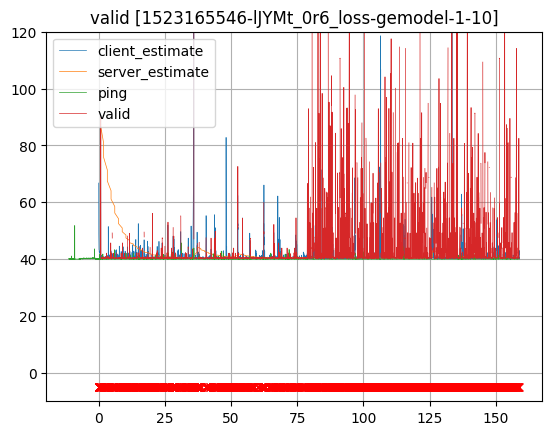 valid [1523165546-lJYMt_0r6_loss-gemodel-1-10]
client_estimate
server_estimate
ping
valid
120
100
80
60
40
20
0
0 25 50 75 100 125 150